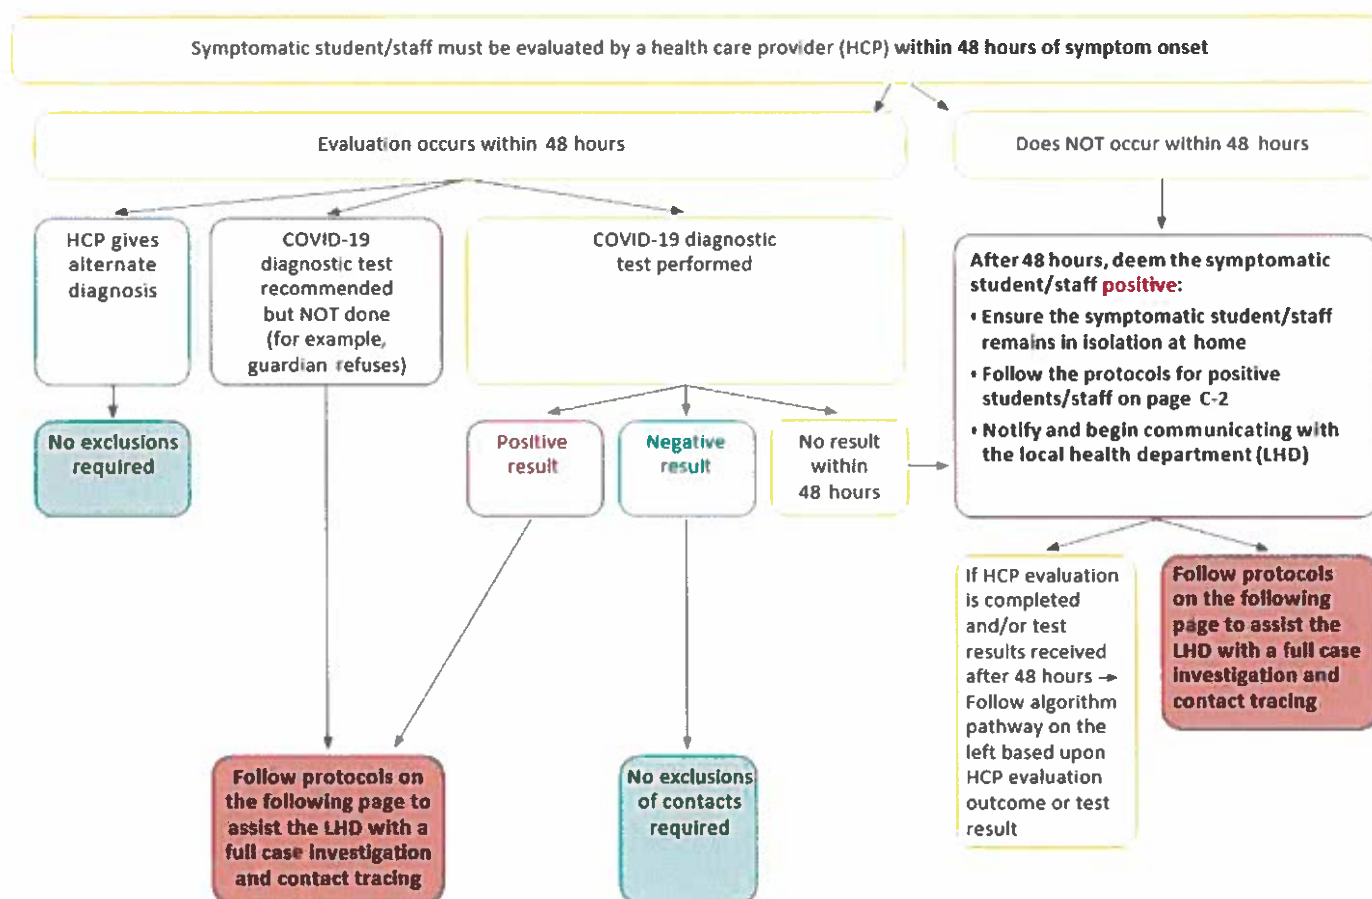 Symptomatic student/staff must be evaluated by a health care provider (HCP) within 48 hours of symptom onset
Evaluation occurs within 48 hours
Does NOT occur within 48 hours
HCP gives
alternate
diagnosis
COVID-19
diagnostic test
recommended
but NOT done
(for example,
guardian refuses)
COVID-19 diagnostic
test performed
After 48 hours, deem the symptomatic
student/staff positive:
• Ensure the symptomatic student/staff
remains in isolation at home
• Follow the protocols for positive
students/staff on page C-2
• Notify and begin communicating with
the local health department (LHD)
No exclusions
required
Positive
result
Negative
result
No result
within
48 hours
If HCP evaluation
is completed
and/or test
results received
after 48 hours →
Follow algorithm
pathway on the
left based upon
HCP evaluation
outcome or test
result
Follow protocols
on the following
page to assist the
LHD with a full case
investigation and
contact tracing
Follow protocols on
the following page to
assist the LHD with a
full case investigation
and contact tracing
No exclusions
of contacts
required